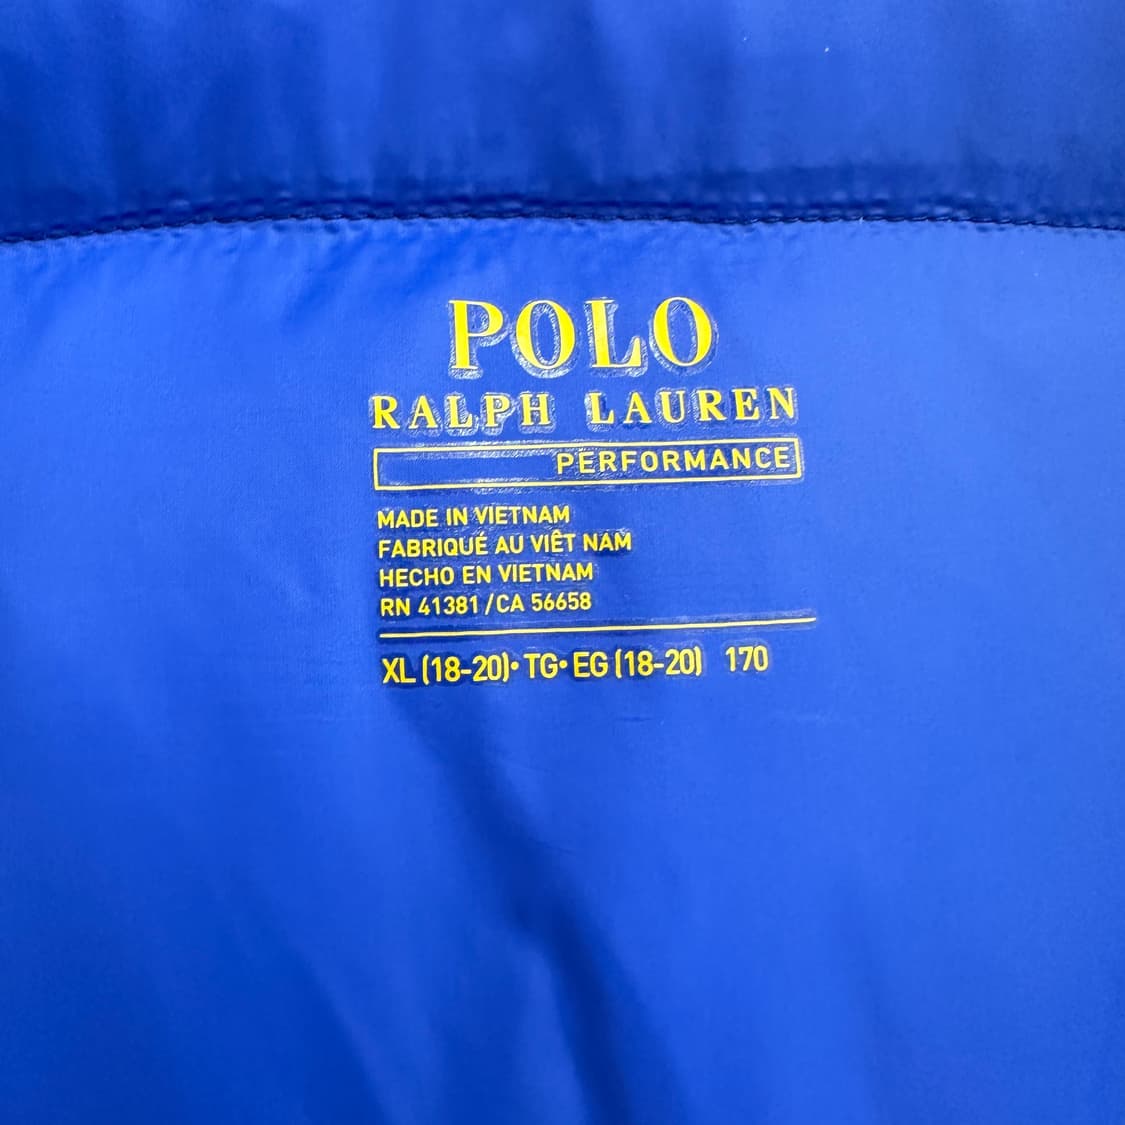 POLO
RALPH LAUREN
PERFORMANCE
MADE IN VIETNAM
FABRIQUÉ AU VIÊT NAM
HECHO EN VIETNAM
RN 41381 / CA 56658
XL (18-20)• TG• EG (18-20) 170